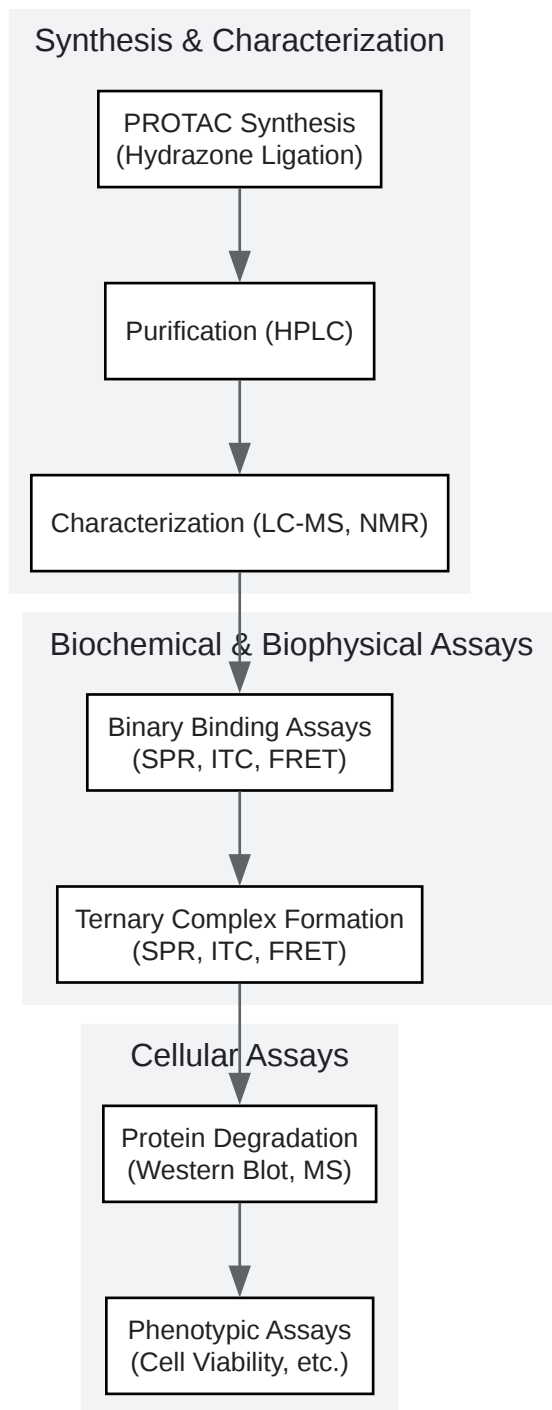 Synthesis & Characterization
PROTAC Synthesis
(Hydrazone Ligation)
Purification (HPLC)
Characterization (LC-MS, NMR)
Biochemical & Biophysical Assays
Binary Binding Assays
(SPR, ITC, FRET)
Ternary Complex Formation
(SPR, ITC, FRET)
Cellular Assays
Protein Degradation
(Western Blot, MS)
Phenotypic Assays
(Cell Viability, etc.)